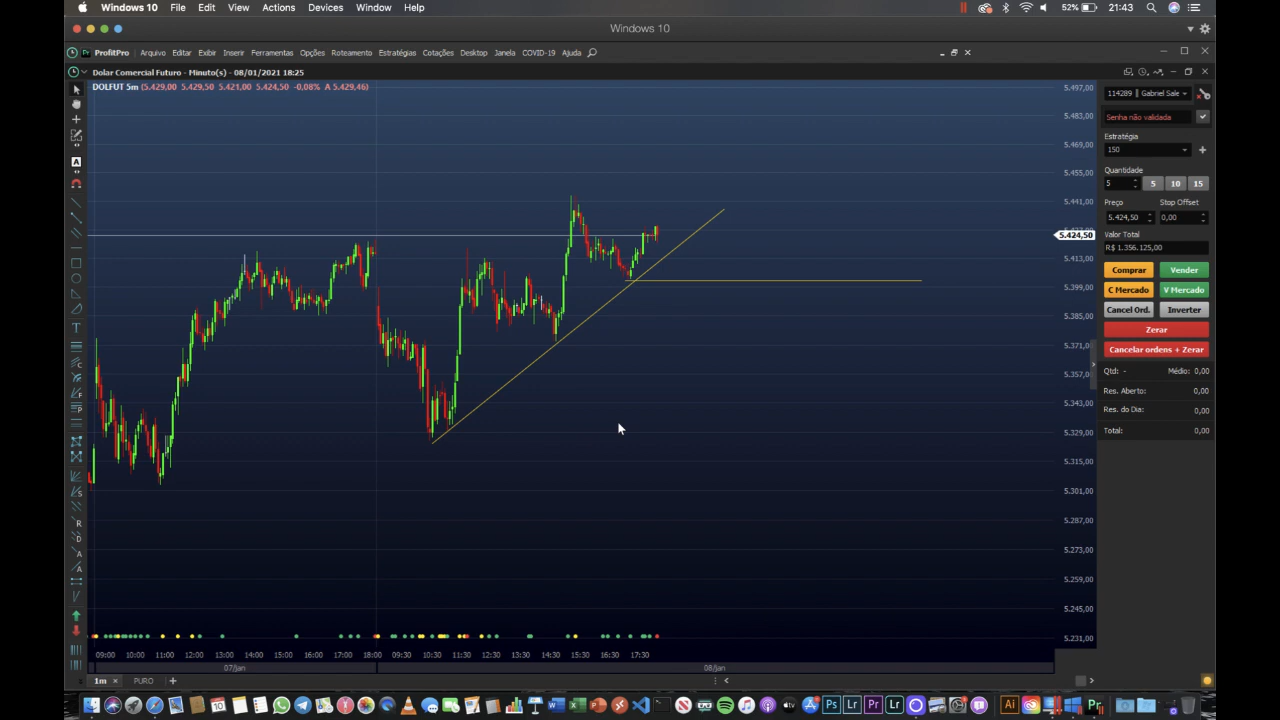 Windows 10 File Edit View Actions Devices Window Help 52% 21:43
Windows 10
ProfitPro Arquivo Editar Exibir Inserir Ferramentas Opções Roteamento Estratégias Cotações Desktop Janela COVID-19 Ajuda
Dolar Comercial Futuro - Minuto(s) - 08/01/2021 18:25
DOLFUT 5m (5.429,00 5.429,50 5.421,00 5.424,50 -0,08% A 5.429,46)
5.497,00
5.483,00
5.469,00
5.455,00
5.441,00
5.424,50
5.413,00
5.399,00
5.385,00
5.371,00
5.357,00
5.343,00
5.329,00
5.315,00
5.301,00
5.287,00
5.273,00
5.259,00
5.245,00
5.231,00
114289 || Gabriel Sale
Senha não validada
Estratégia
150
Quantidade
5 5 10 15
Preço Stop Offset
5.424,50 0,00
Valor Total
R$ 1.356.125,00
Comprar Vender
C Mercado V Mercado
Cancel Ord. Inverter
Zerar
Cancelar ordens + Zerar
Qtd: - Médio: 0,00
Res. Aberto: 0,00
Res. do Dia: 0,00
Total: 0,00
09:00 10:00 11:00 12:00 13:00 14:00 15:00 16:00 17:00 18:00 09:30 10:30 11:30 12:30 13:30 14:30 15:30 16:30 17:30
07/jan 08/jan
1m PURO